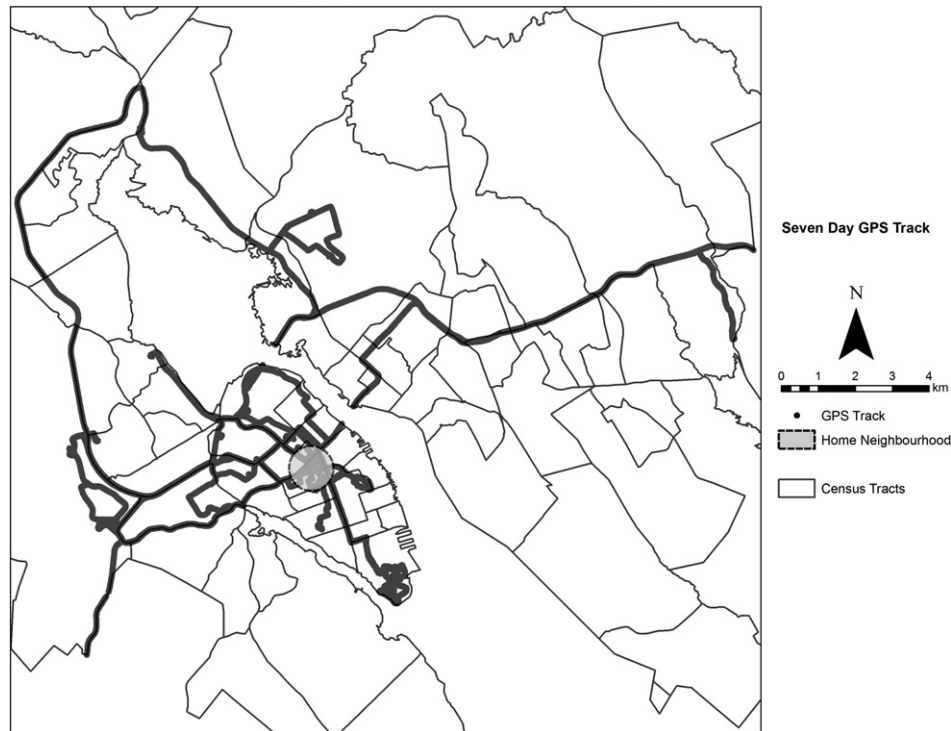 Seven Day GPS Track
N
0 1 2 3 4
km
GPS Track
Home Neighbourhood
Census Tracts